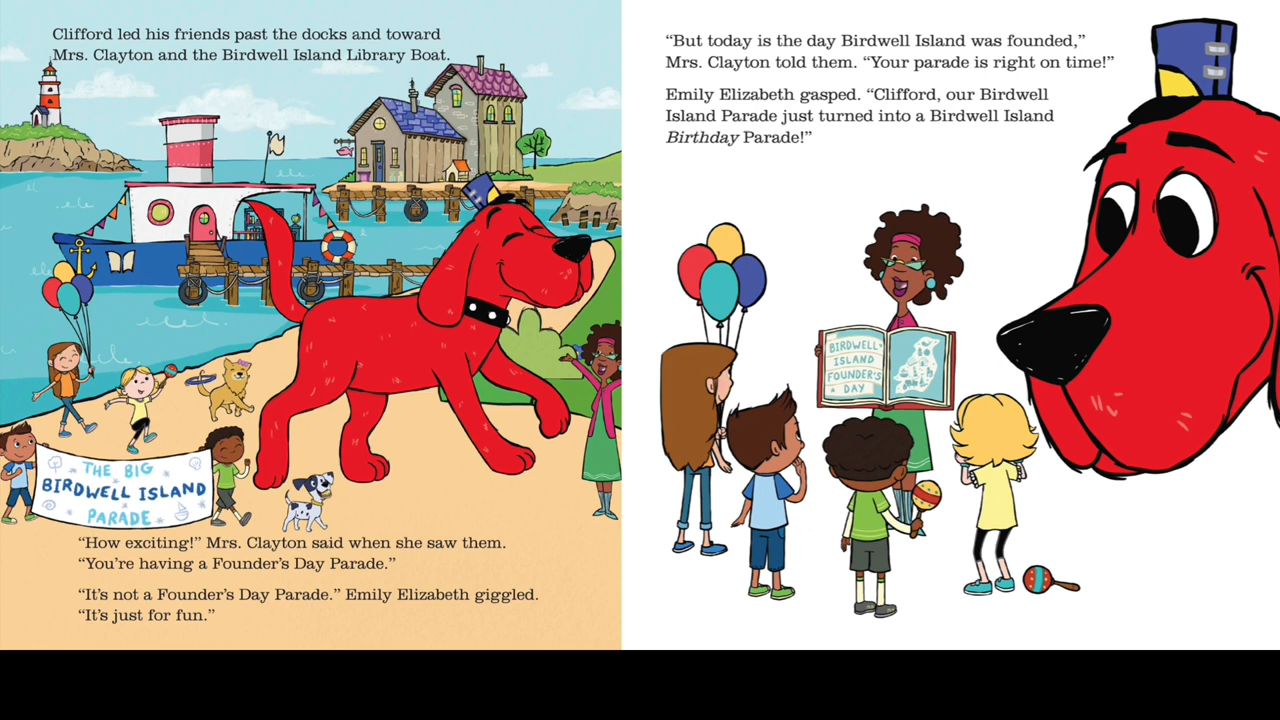 Clifford led his friends past the docks and toward
Mrs. Clayton and the Birdwell Island Library Boat.
THE BIG
BIRDWELL ISLAND
PARADE
“How exciting!” Mrs. Clayton said when she saw them.
“You’re having a Founder’s Day Parade.”
“It’s not a Founder’s Day Parade.” Emily Elizabeth giggled.
“It’s just for fun.”
“But today is the day Birdwell Island was founded,”
Mrs. Clayton told them. “Your parade is right on time!”
Emily Elizabeth gasped. “Clifford, our Birdwell
Island Parade just turned into a Birdwell Island
Birthday Parade!”
BIRDWELL
ISLAND
FOUNDER’S
DAY